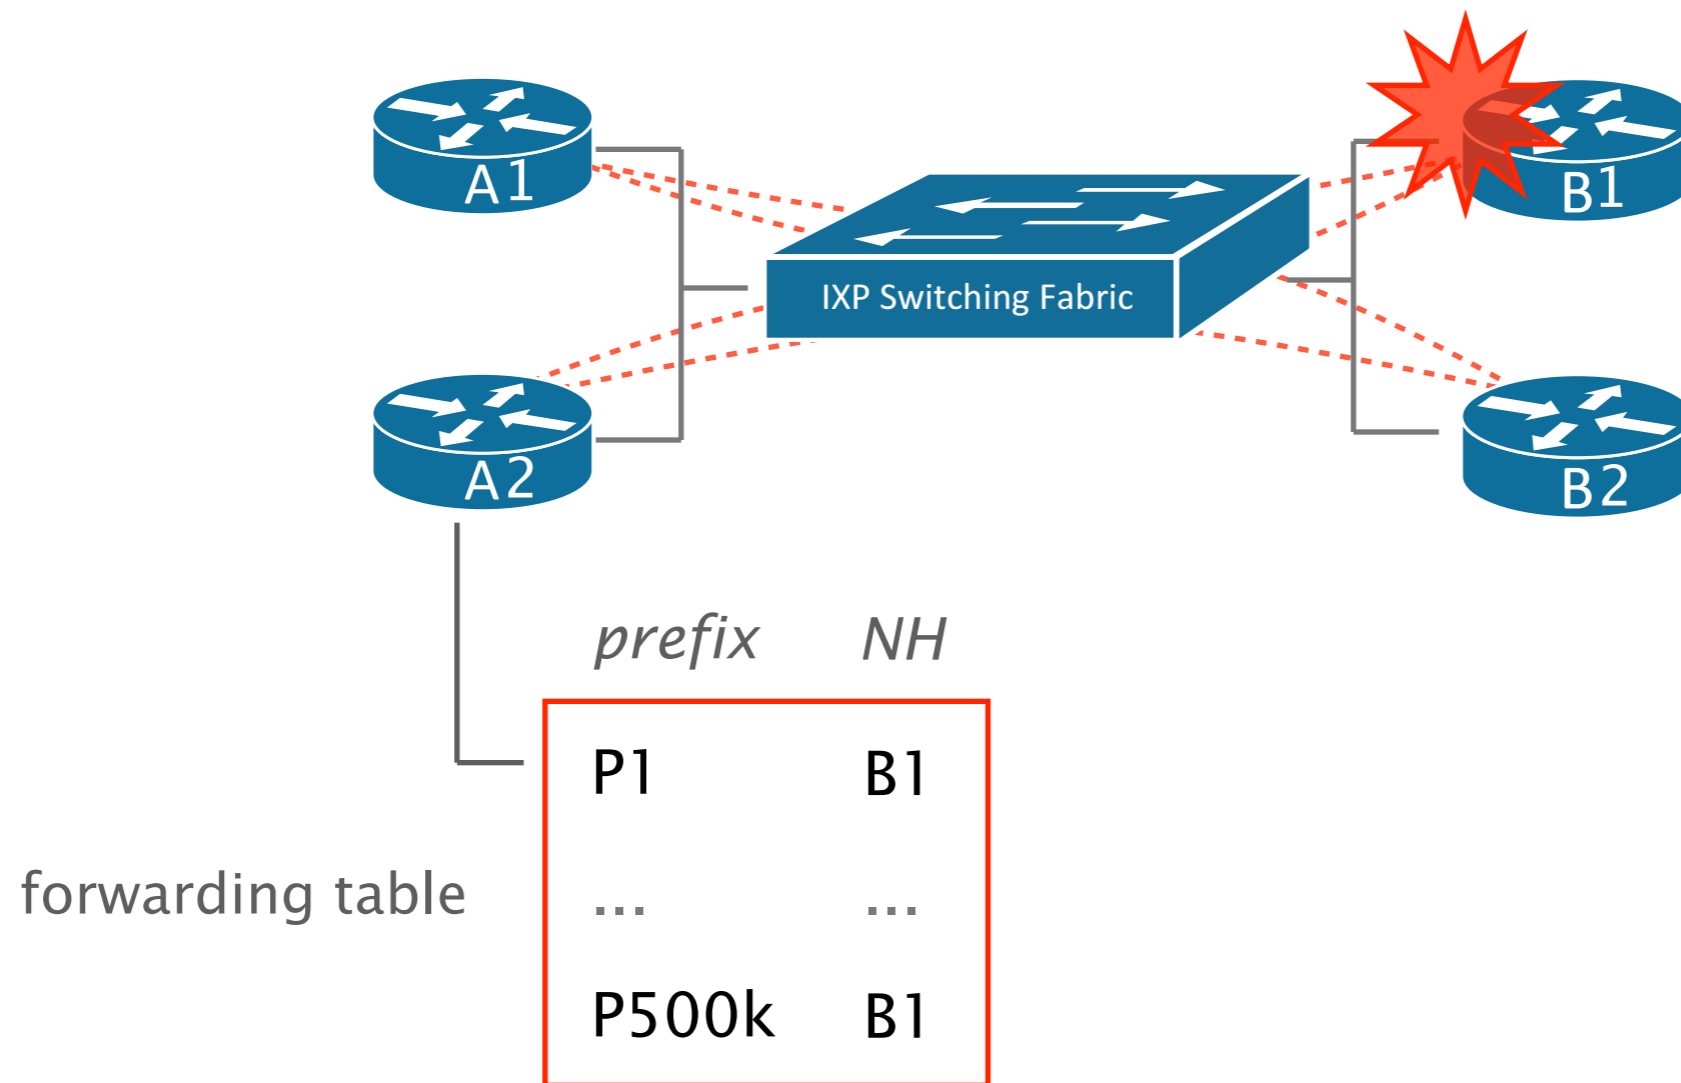 A1
B1
IXP Switching Fabric
A2
B2
prefix NH
P1 B1
forwarding table ... ...
P500k B1